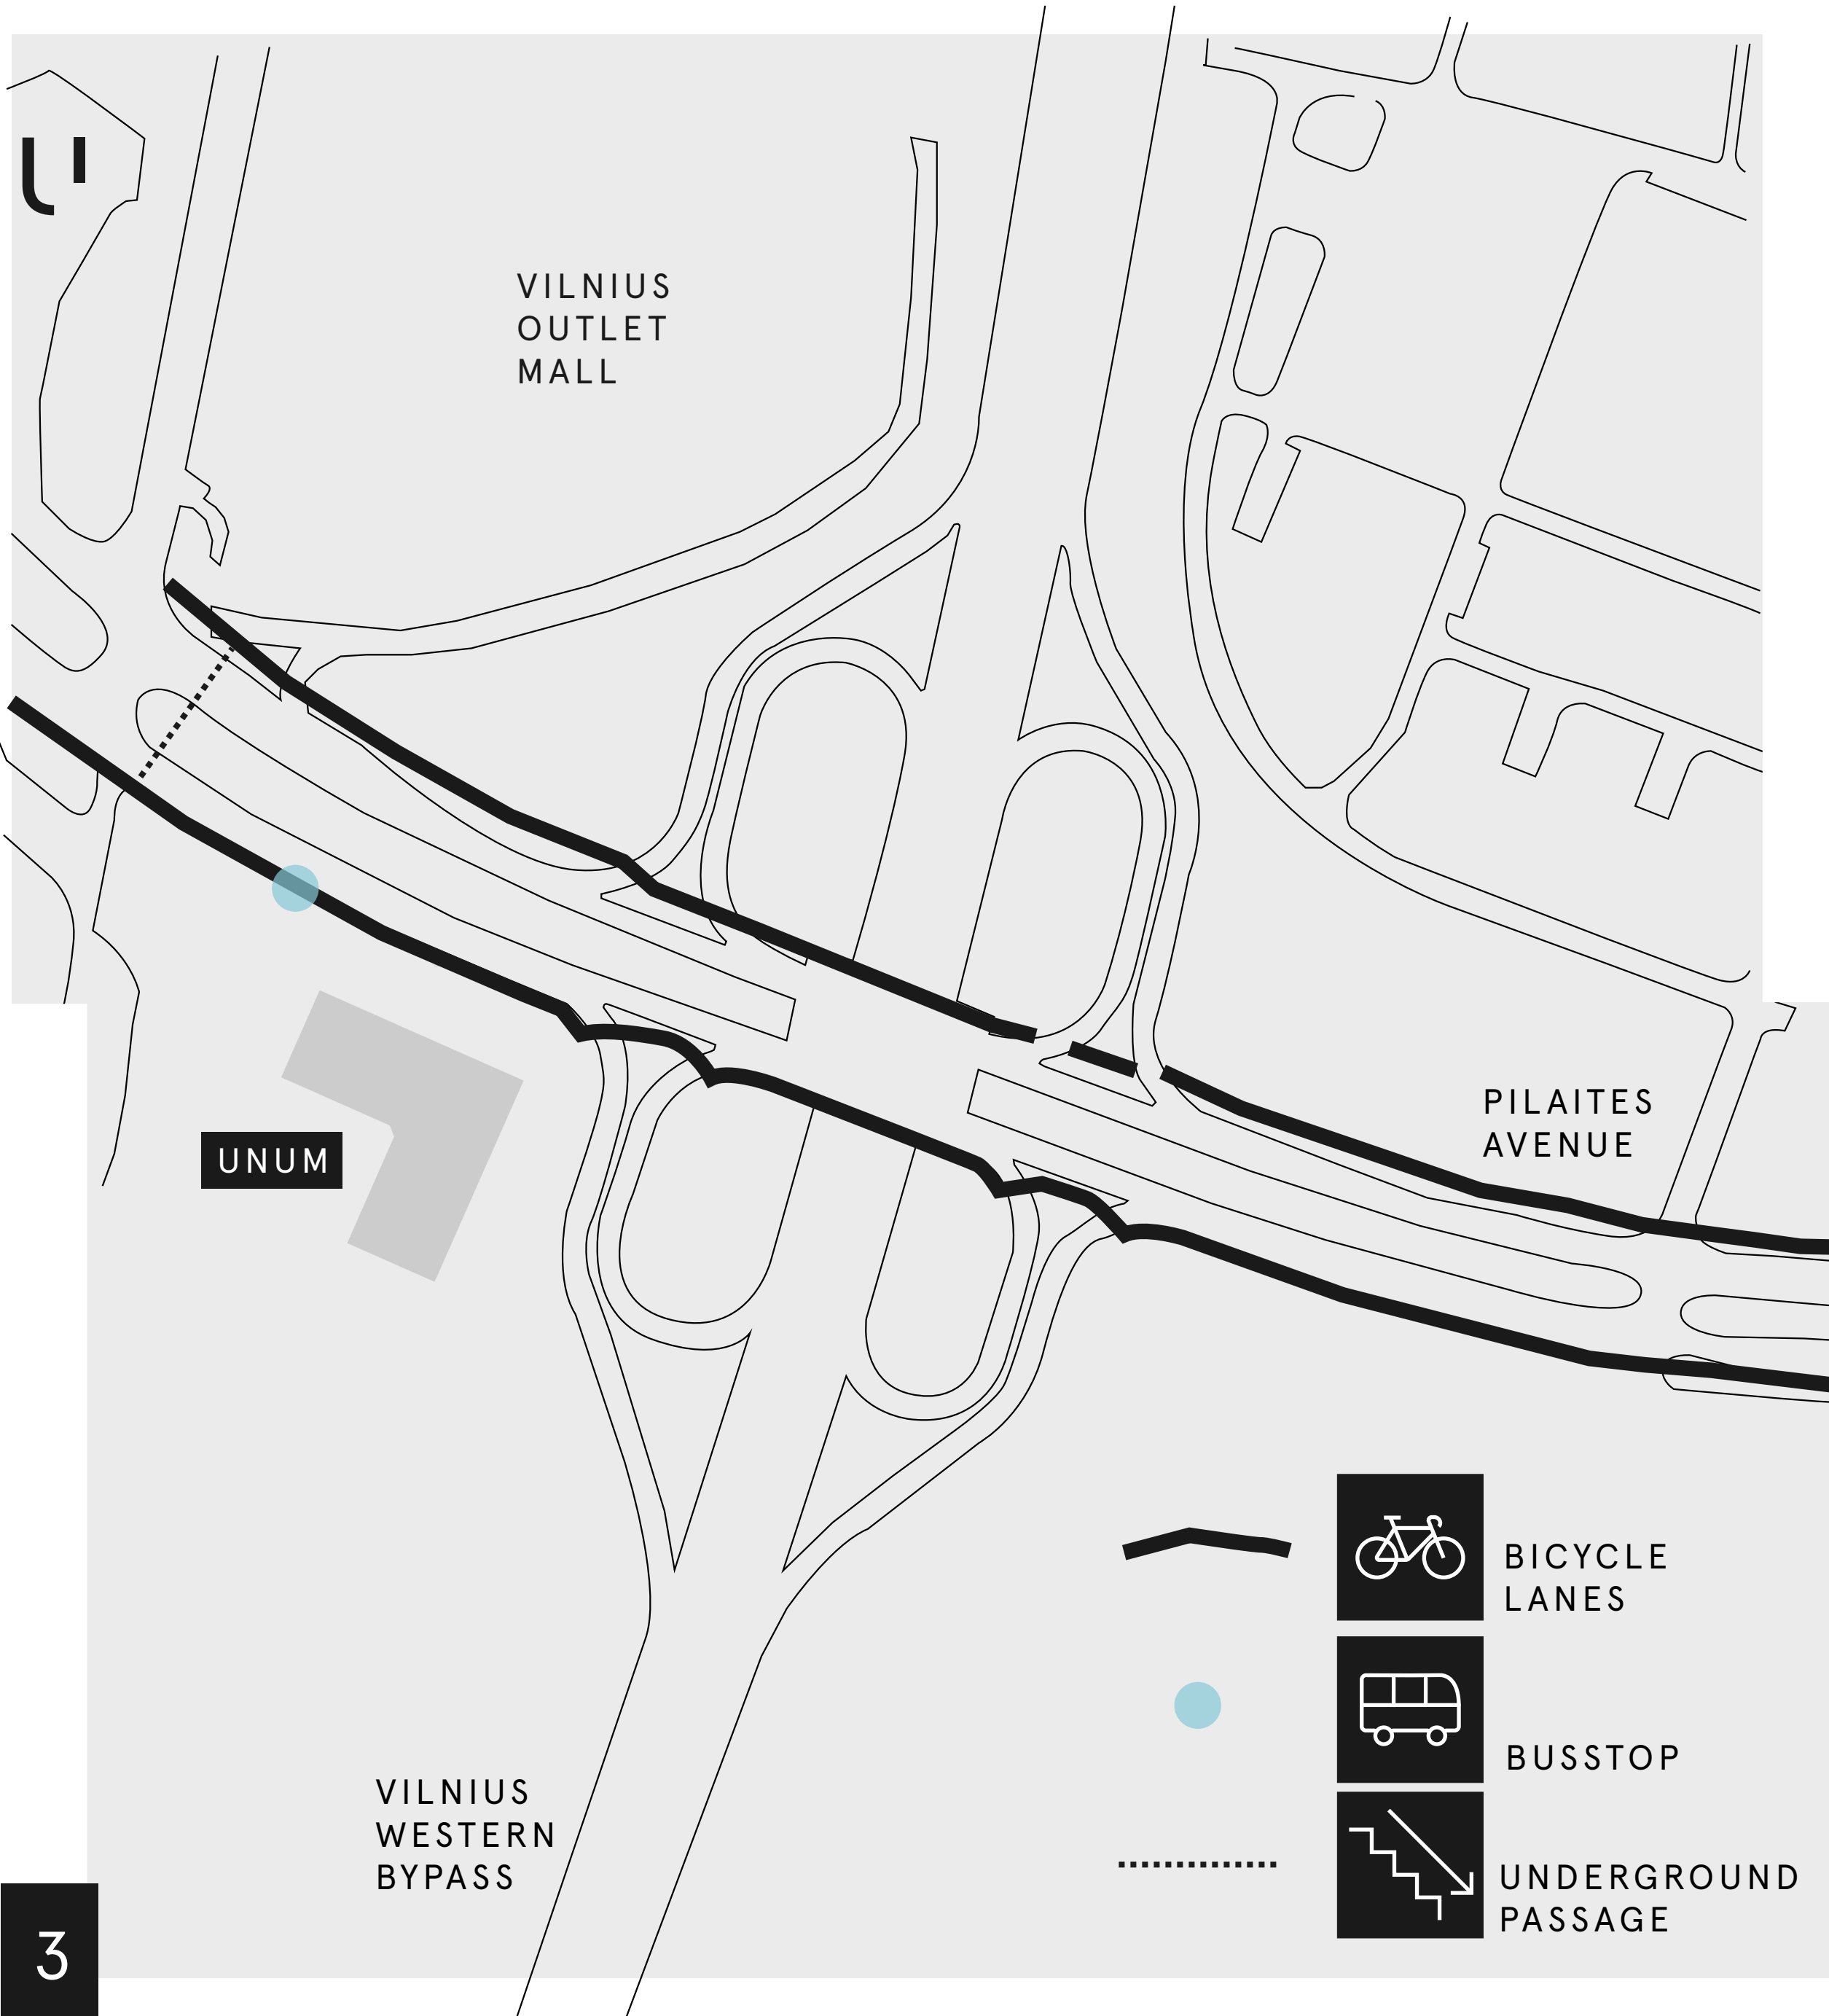 VILNIUS
OUTLET
MALL
PILAITES
AVENUE
UNUM
BICYCLE
LANES
BUSSTOP
VILNIUS
WESTERN
BYPASS
UNDERGROUND
PASSAGE
3